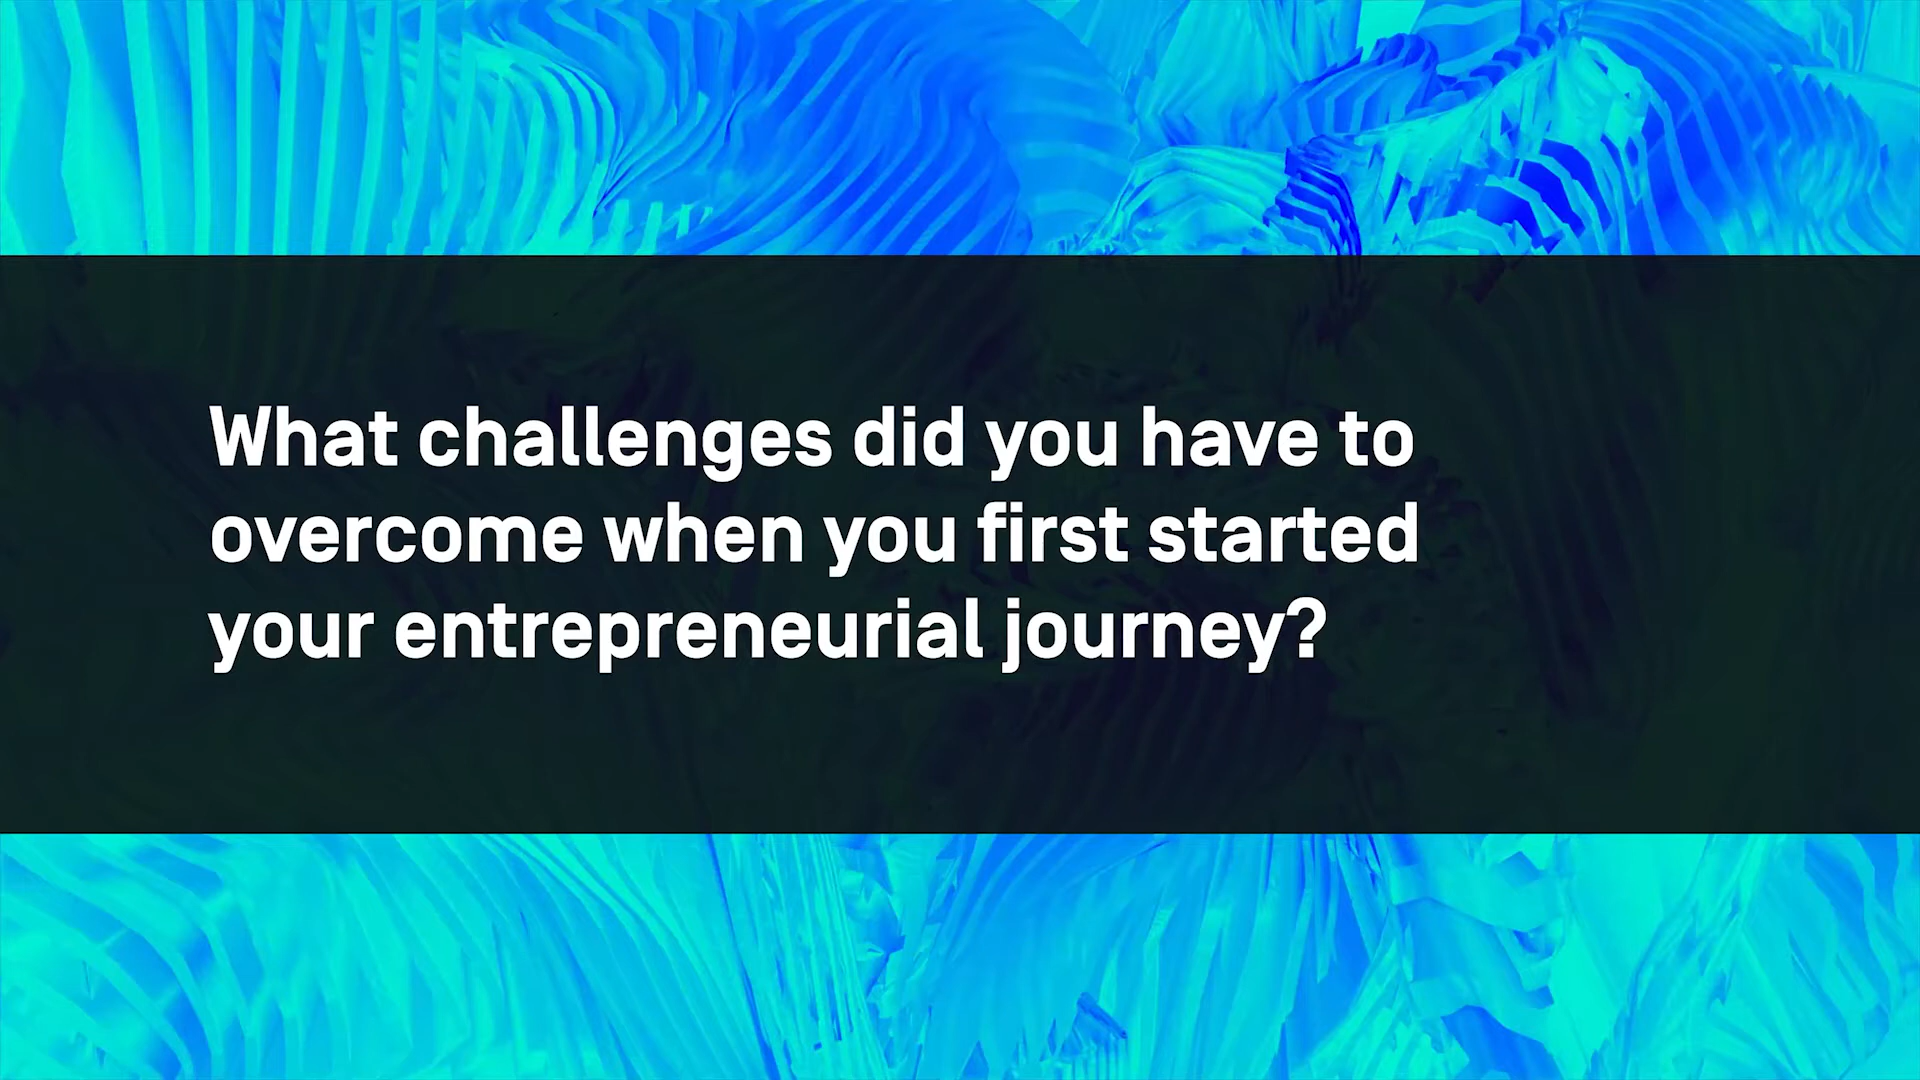 What challenges did you have to
overcome when you first started
your entrepreneurial journey?